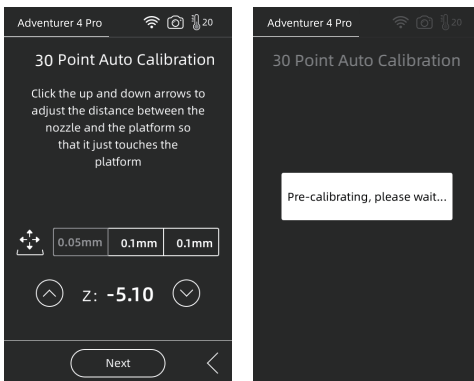 Adventurer 4 Pro 20
30 Point Auto Calibration
Click the up and down arrows to
adjust the distance between the
nozzle and the platform so
that it just touches the
platform
0.05mm 0.1mm 0.1mm
Z: -5.10
Next
Adventurer 4 Pro 20
30 Point Auto Calibration
Pre-calibrating, please wait...